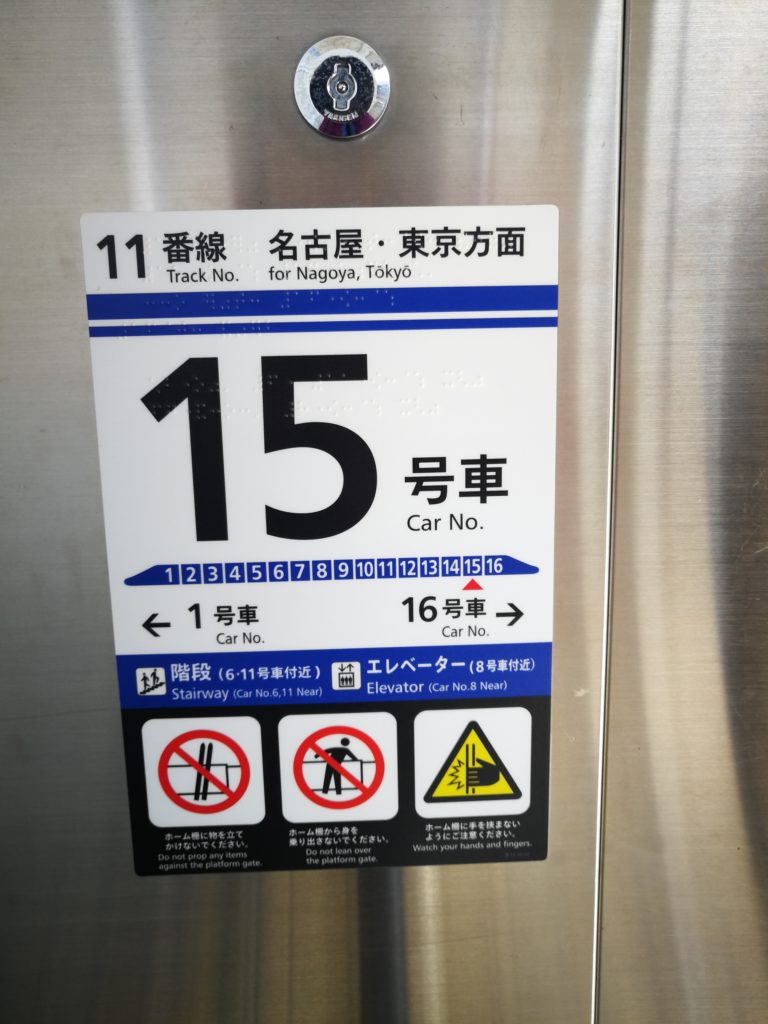 11 番線 名古屋・東京方面
Track No. for Nagoya, Tōkyō
15 号車
Car No.
1 2 3 4 5 6 7 8 9 10 11 12 13 14 15 16
← 1 号車 16 号車 →
Car No. Car No.
階段 (6·11号車付近) エレベーター (8号車付近)
Stairway (Car No.6,11 Near) Elevator (Car No.8 Near)
ホーム柵に物を立て
かけないでください。
Do not prop any items
against the platform gate.
ホーム柵から身を
乗り出さないでください。
Do not lean over
the platform gate.
ホーム柵に手を挟まない
ようにご注意ください。
Watch your hands and fingers.